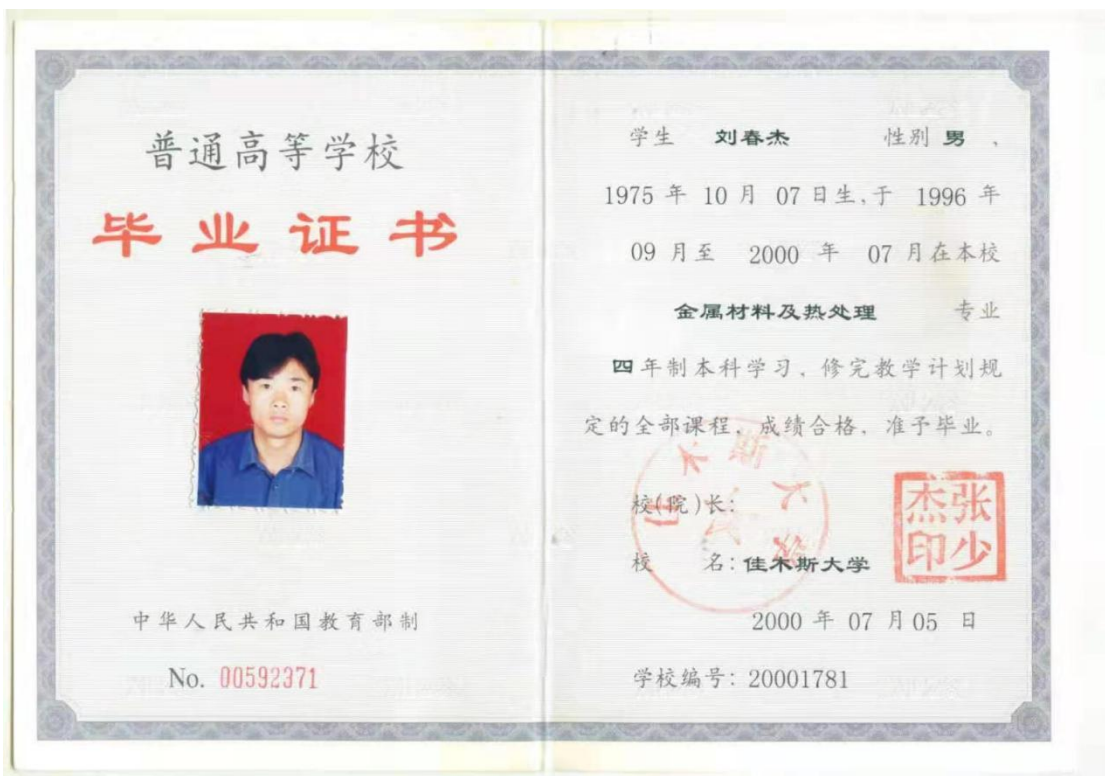 普通高等学校
毕业证书
中华人民共和国教育部制
No. 00592371
学生 刘春杰 性别 男 、
1975 年 10 月 07 日生,于 1996 年
09 月至 2000 年 07 月在本校
金属材料及热处理 专业
四年制本科学习、修完教学计划规
定的全部课程、成绩合格、准予毕业。
校(院)长:
张少杰印
校 名:佳木斯大学
佳木斯大学
2000 年 07 月 05 日
学校编号: 20001781